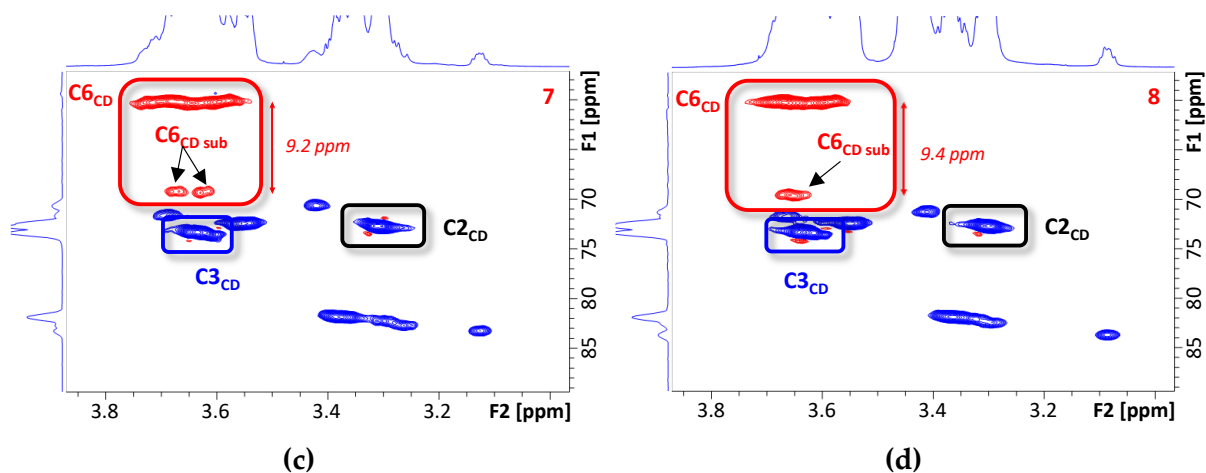 C6CD
7
C6CD sub
9.2 ppm
C2CD
C3CD
70
75
80
85
F1 [ppm]
3.8
3.6
3.4
3.2
F2 [ppm]
(c)
C6CD
8
C6CD sub
9.4 ppm
C2CD
C3CD
70
75
80
85
F1 [ppm]
3.8
3.6
3.4
3.2
F2 [ppm]
(d)